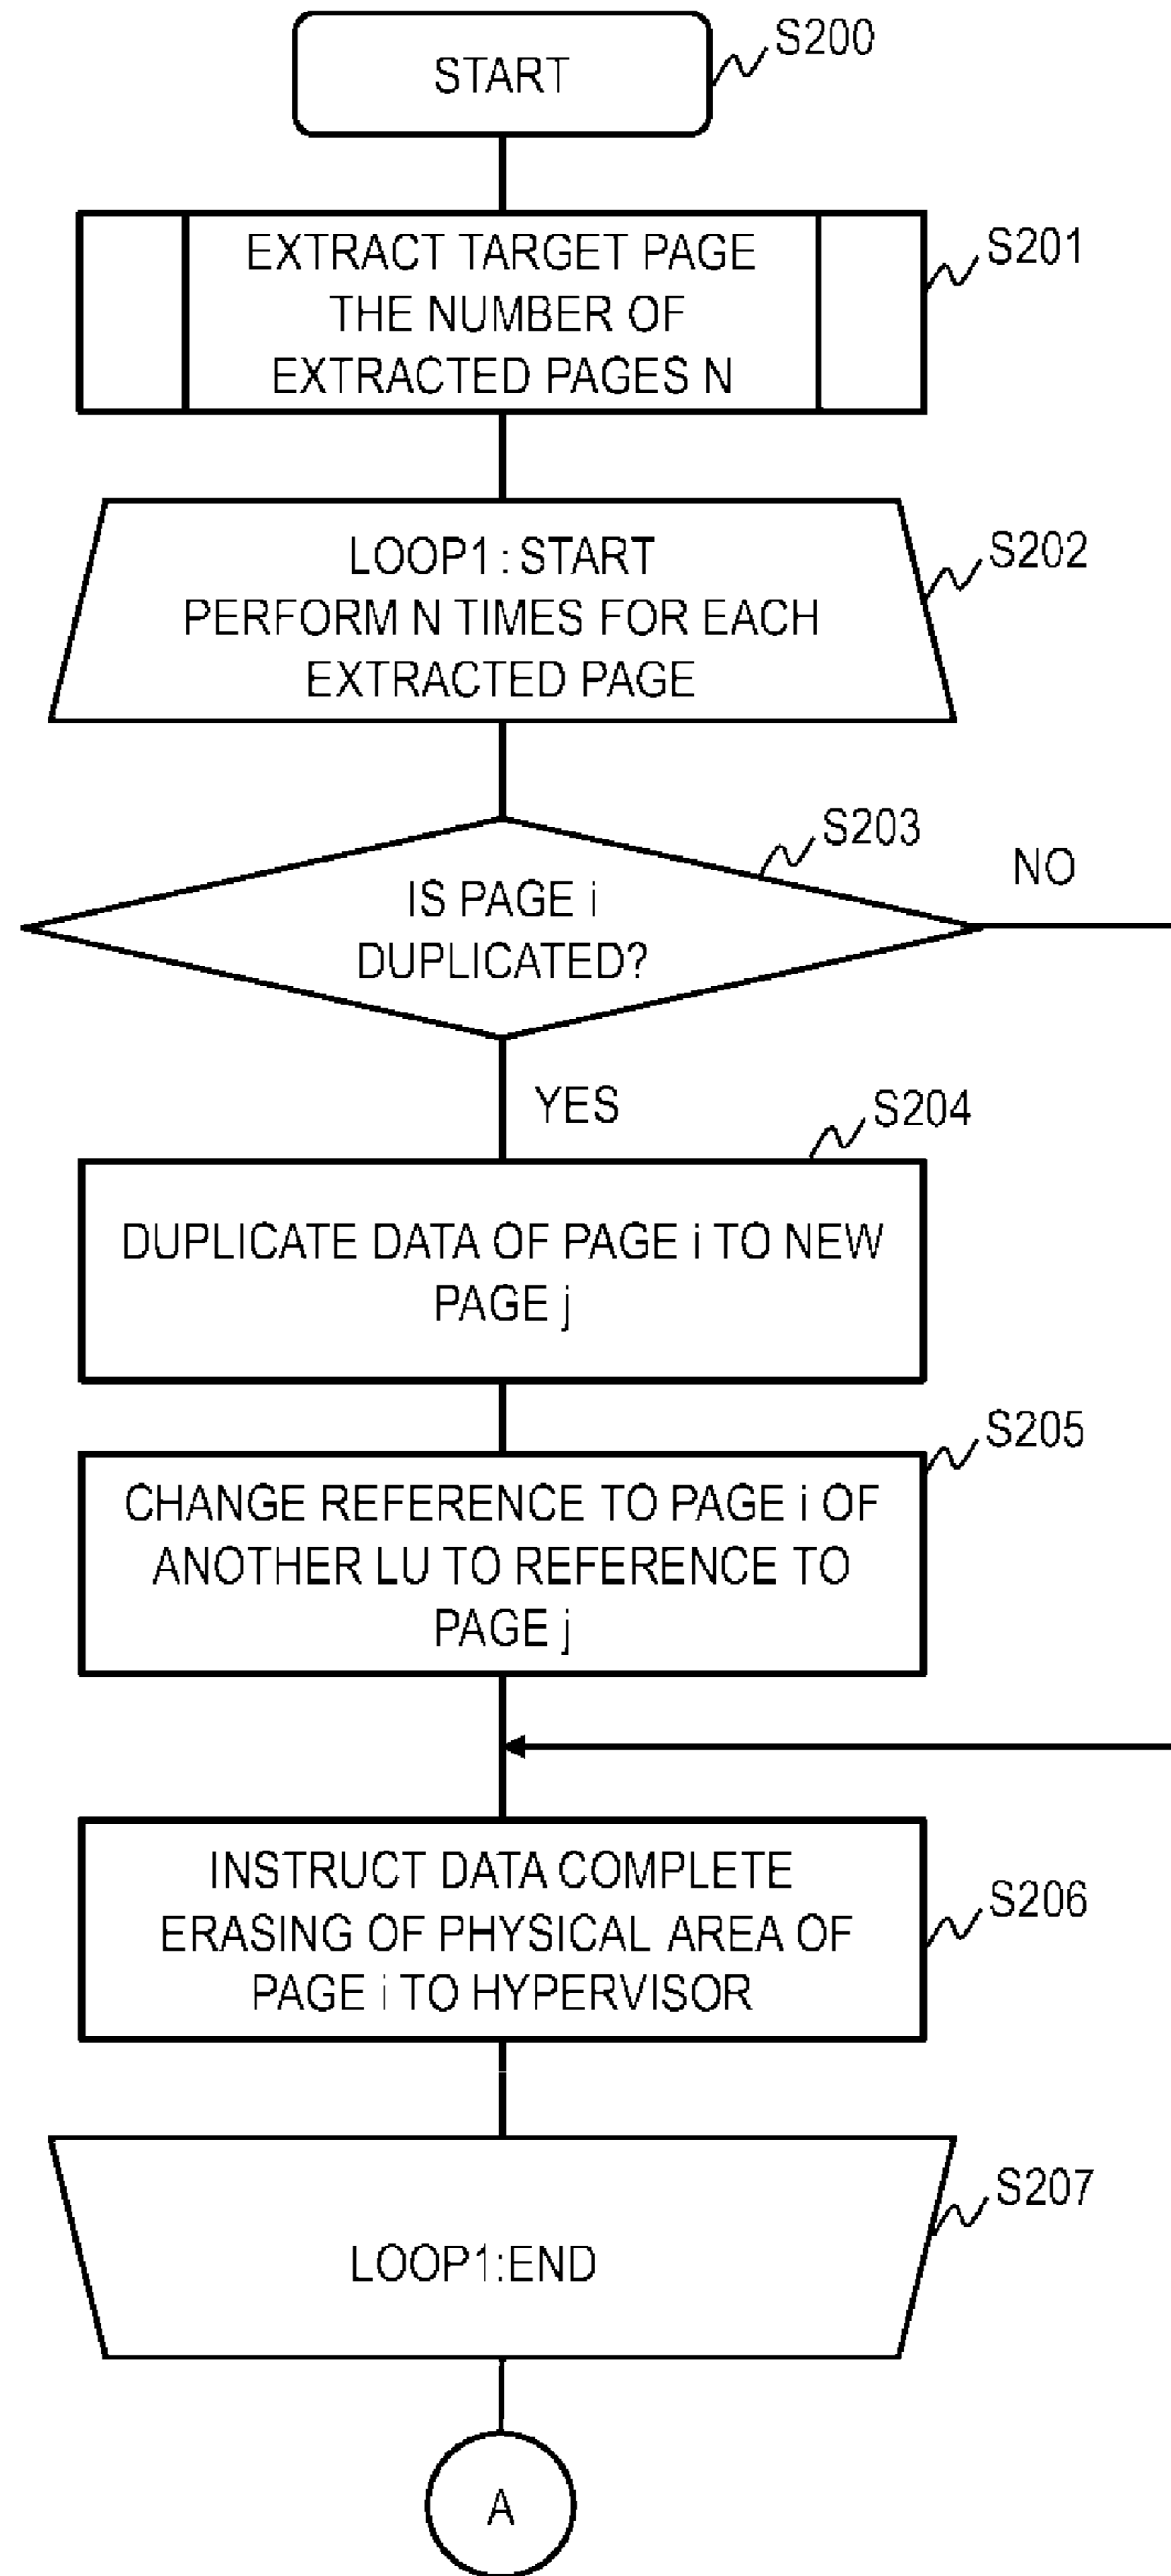 START
S200
EXTRACT TARGET PAGE
THE NUMBER OF
EXTRACTED PAGES N
S201
LOOP1 : START
PERFORM N TIMES FOR EACH
EXTRACTED PAGE
S202
S203
NO
IS PAGE i
DUPLICATED?
YES
S204
DUPLICATE DATA OF PAGE i TO NEW
PAGE j
S205
CHANGE REFERENCE TO PAGE i OF
ANOTHER LU TO REFERENCE TO
PAGE j
INSTRUCT DATA COMPLETE
ERASING OF PHYSICAL AREA OF
PAGE i TO HYPERVISOR
S206
S207
LOOP1:END
A